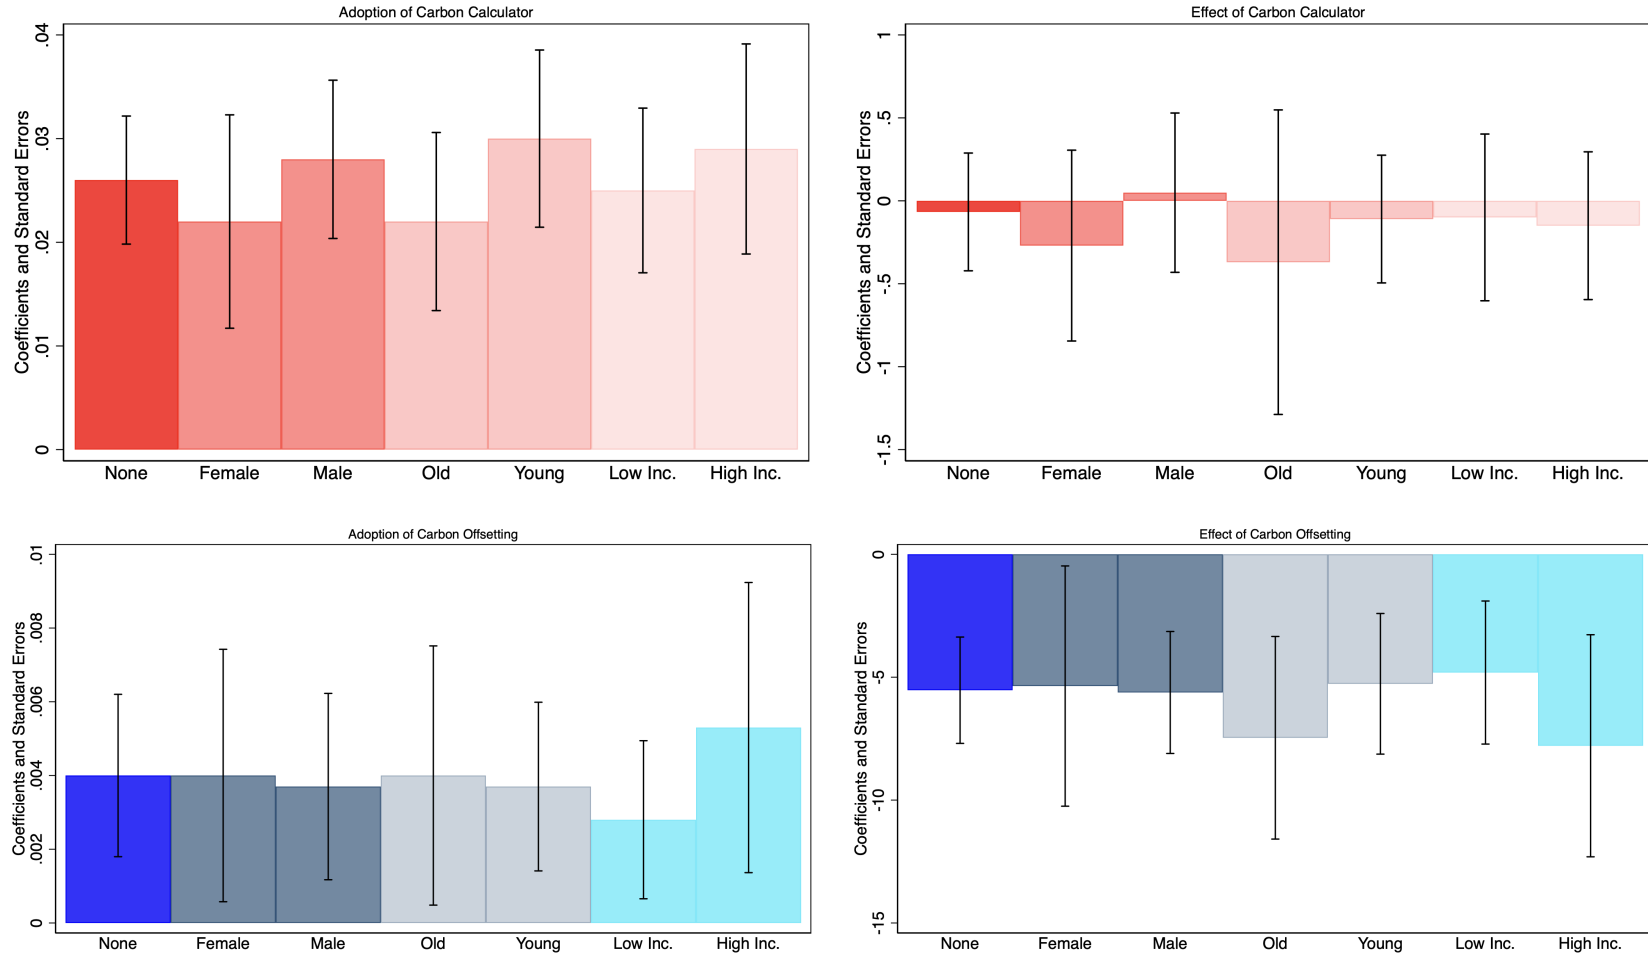 Adoption of Carbon Calculator
Coefficients and Standard Errors
.04
.03
.02
.01
0
None Female Male Old Young Low Inc. High Inc.
Effect of Carbon Calculator
Coefficients and Standard Errors
1
.5
0
-.5
-1
-1.5
None Female Male Old Young Low Inc. High Inc.
Adoption of Carbon Offsetting
Coefficients and Standard Errors
.01
.008
.006
.004
.002
0
None Female Male Old Young Low Inc. High Inc.
Effect of Carbon Offsetting
Coefficients and Standard Errors
0
-5
-10
-15
None Female Male Old Young Low Inc. High Inc.